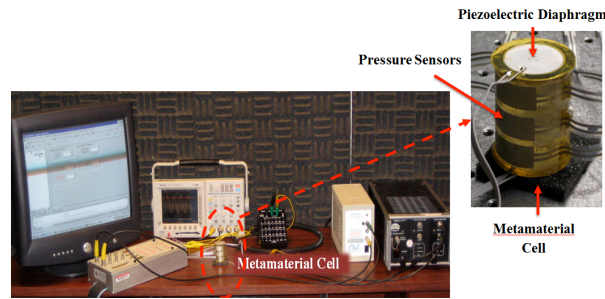 Piezoelectric Diaphragm
Pressure Sensors
Metamaterial Cell
Metamaterial
Cell